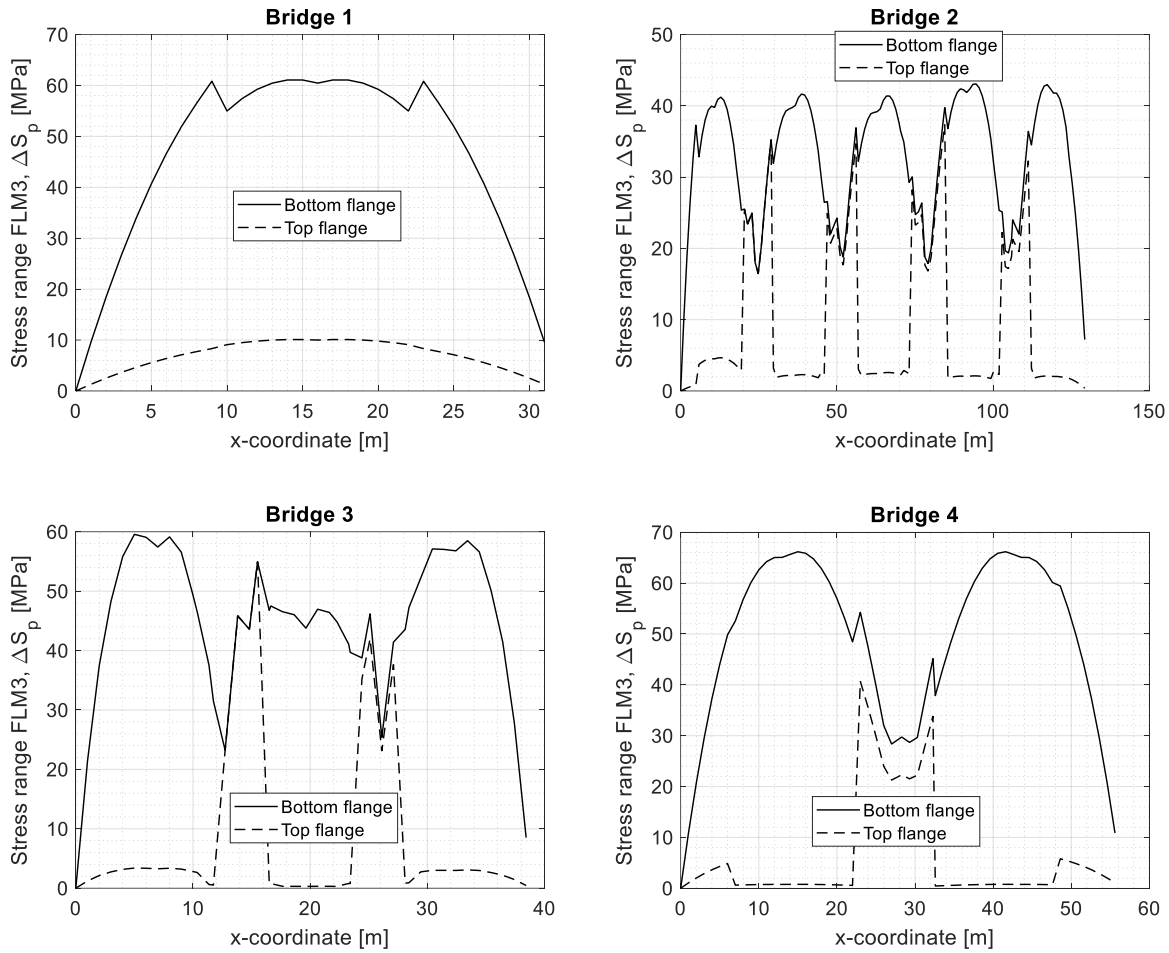 Bridge 1
Stress range FLM3, ΔSp [MPa]
70
60
50
40
30
20
10
0
Bottom flange
Top flange
0 5 10 15 20 25 30
x-coordinate [m]
Bridge 2
Stress range FLM3, ΔSp [MPa]
50
40
30
20
10
0
Bottom flange
Top flange
0 50 100 150
x-coordinate [m]
Bridge 3
Stress range FLM3, ΔSp [MPa]
60
50
40
30
20
10
0
Bottom flange
Top flange
0 10 20 30 40
x-coordinate [m]
Bridge 4
Stress range FLM3, ΔSp [MPa]
70
60
50
40
30
20
10
0
Bottom flange
Top flange
0 10 20 30 40 50 60
x-coordinate [m]